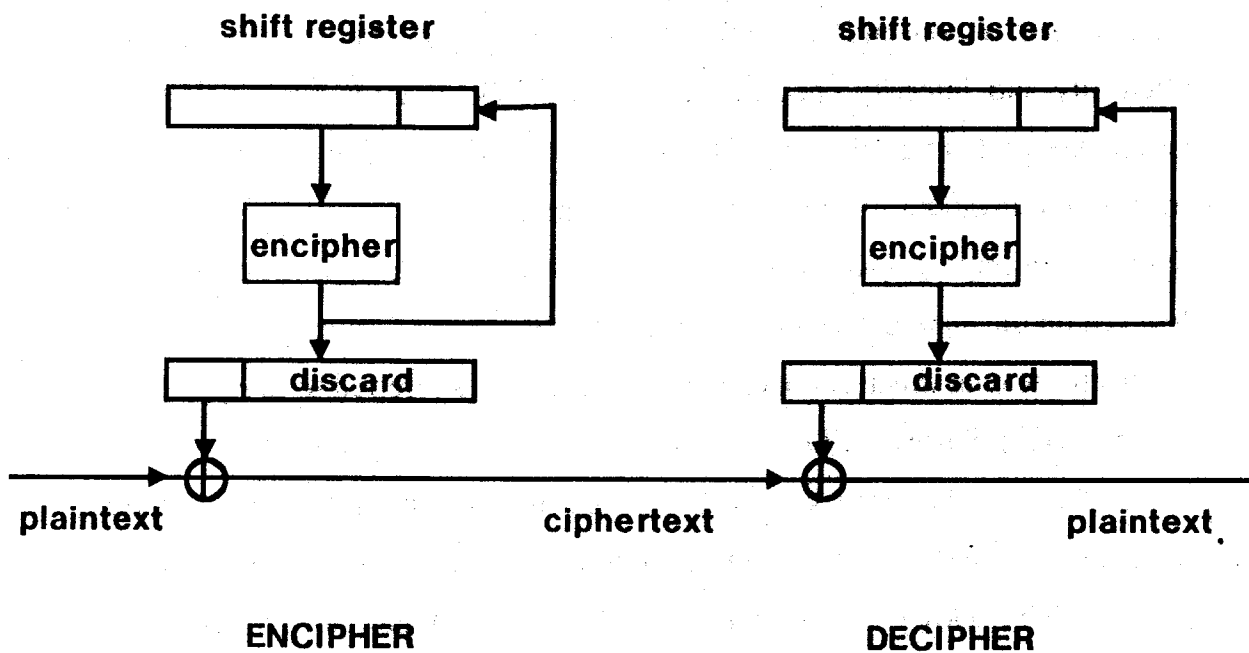 shift register
shift register
encipher
encipher
discard
discard
plaintext
ciphertext
plaintext
ENCIPHER
DECIPHER